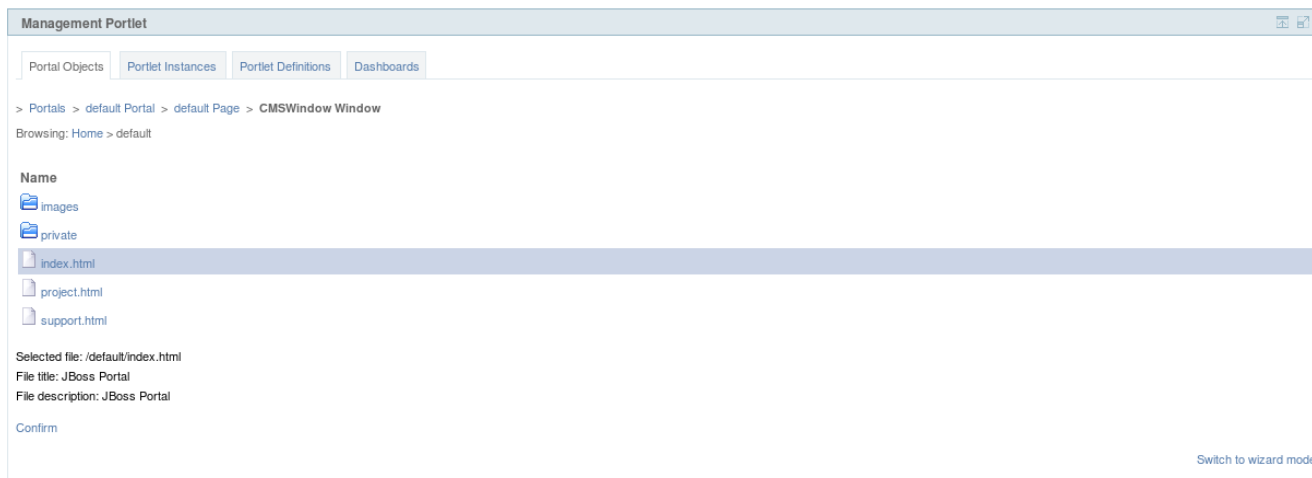 Management Portlet
Portal Objects Portlet Instances Portlet Definitions Dashboards
> Portals > default Portal > default Page > CMSWindow Window
Browsing: Home > default
Name
images
private
index.html
project.html
support.html
Selected file: /default/index.html
File title: JBoss Portal
File description: JBoss Portal
Confirm
Switch to wizard mode